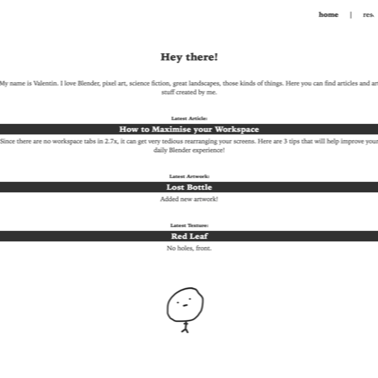 home | res.
Hey there!
My name is Valentin. I love Blender, pixel art, science fiction, great landscapes, those kinds of things. Here you can find articles and art
stuff created by me.
Latest Article:
How to Maximise your Workspace
Since there are no workspace tabs in 2.7x, it can get very tedious rearranging your screens. Here are 3 tips that will help improve your
daily Blender experience!
Latest Artwork:
Lost Bottle
Added new artwork!
Latest Texture:
Red Leaf
No holes, front.